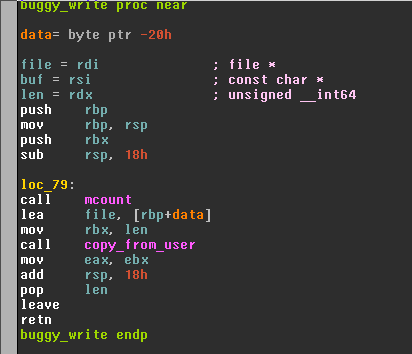 buggy_write proc near
data= byte ptr -20h
file = rdi ; file *
buf = rsi ; const char *
len = rdx ; unsigned __int64
push rbp
mov rbp, rsp
push rbx
sub rsp, 18h
loc_79:
call mcount
lea file, [rbp+data]
mov rbx, len
call copy_from_user
mov eax, ebx
add rsp, 18h
pop len
leave
retn
buggy_write endp